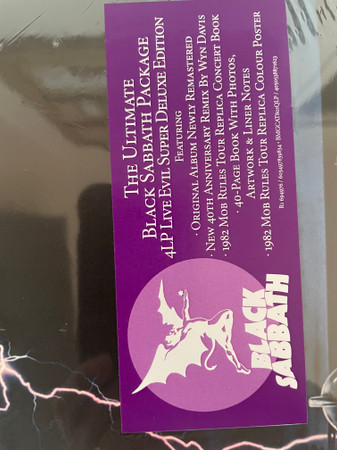 The Ultimate
Black Sabbath Package
4LP Live Evil Super Deluxe Edition
Featuring
· Original Album Newly Remastered
· New 40th Anniversary Remix By Wyn Davis
· 1982 Mob Rules Tour Replica Concert Book
· 40-Page Book With Photos,
Artwork & Liner Notes
· 1982 Mob Rules Tour Replica Colour Poster
BLACK
SABBATH